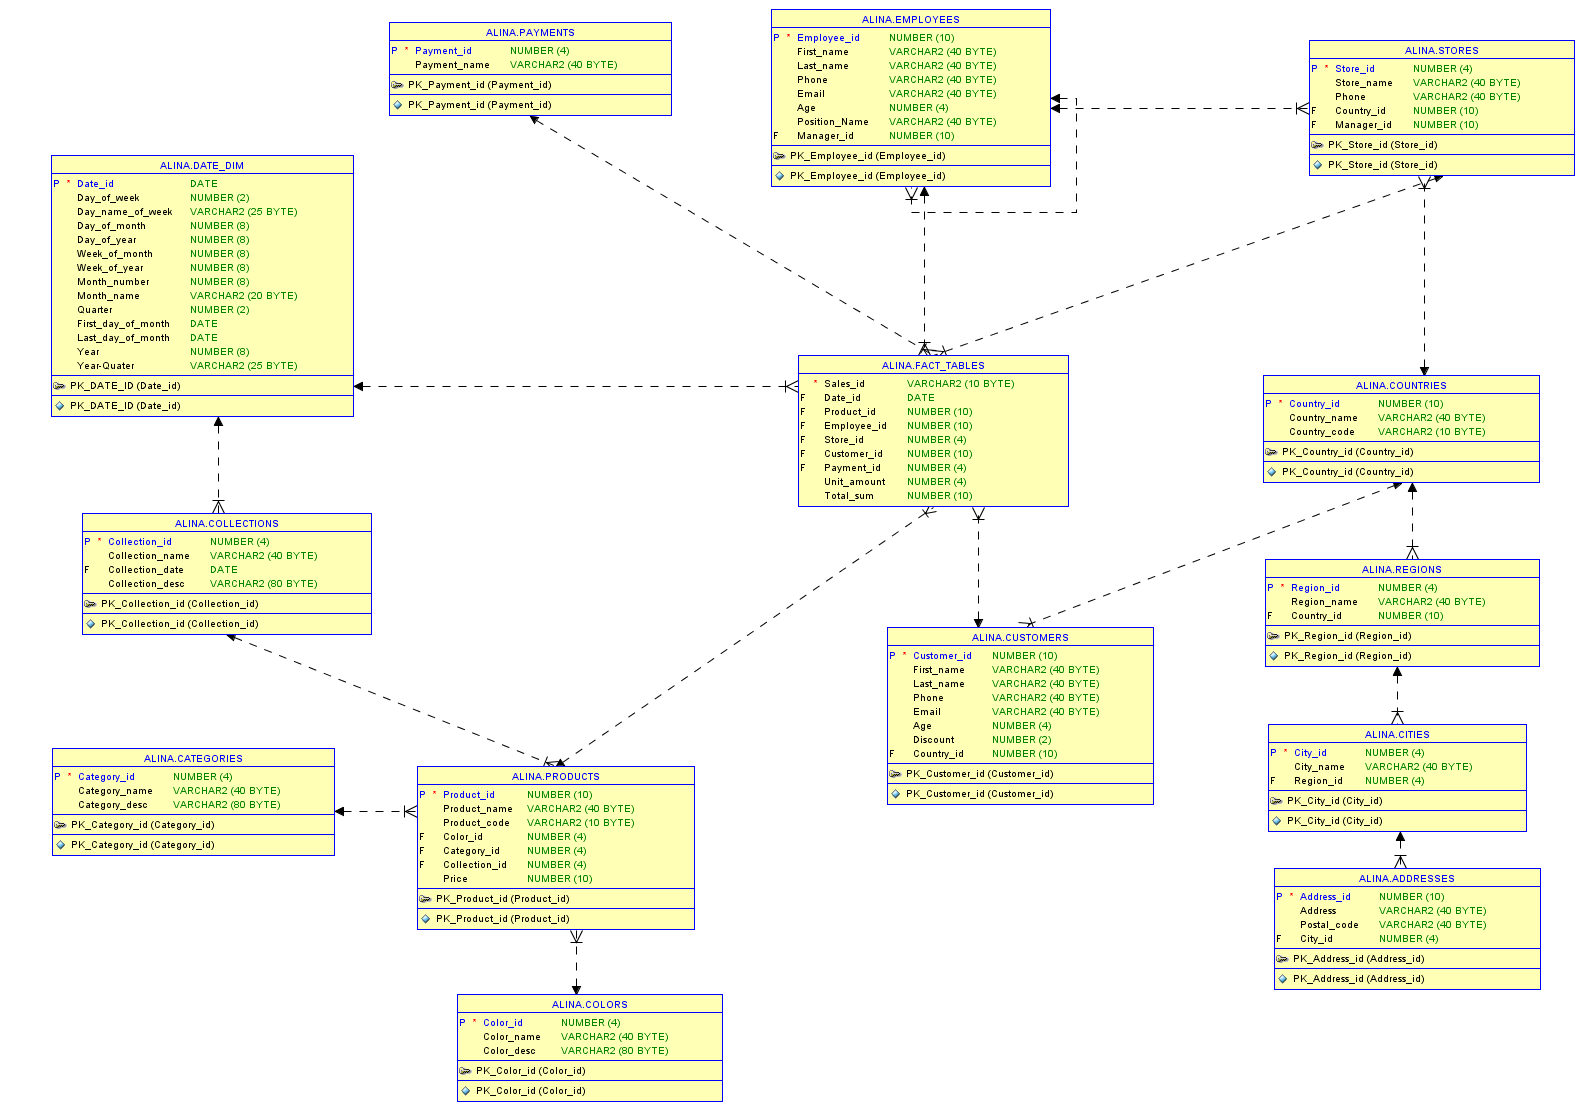 ALINA.PAYMENTS
P * Payment_id NUMBER (4)
Payment_name VARCHAR2 (40 BYTE)
PK_Payment_id (Payment_id)
PK_Payment_id (Payment_id)
ALINA.EMPLOYEES
P * Employee_id NUMBER (10)
First_name VARCHAR2 (40 BYTE)
Last_name VARCHAR2 (40 BYTE)
Phone VARCHAR2 (40 BYTE)
Email VARCHAR2 (40 BYTE)
Age NUMBER (4)
Position_Name VARCHAR2 (40 BYTE)
F Manager_id NUMBER (10)
PK_Employee_id (Employee_id)
PK_Employee_id (Employee_id)
ALINA.STORES
P * Store_id NUMBER (4)
Store_name VARCHAR2 (40 BYTE)
Phone VARCHAR2 (40 BYTE)
F Country_id NUMBER (10)
F Manager_id NUMBER (10)
PK_Store_id (Store_id)
PK_Store_id (Store_id)
ALINA.DATE_DIM
P * Date_id DATE
Day_of_week NUMBER (2)
Day_name_of_week VARCHAR2 (25 BYTE)
Day_of_month NUMBER (8)
Day_of_year NUMBER (8)
Week_of_month NUMBER (8)
Week_of_year NUMBER (8)
Month_number NUMBER (8)
Month_name VARCHAR2 (20 BYTE)
Quarter NUMBER (2)
First_day_of_month DATE
Last_day_of_month DATE
Year NUMBER (8)
Year-Quater VARCHAR2 (25 BYTE)
PK_DATE_ID (Date_id)
PK_DATE_ID (Date_id)
ALINA.FACT_TABLES
* Sales_id VARCHAR2 (10 BYTE)
F Date_id DATE
F Product_id NUMBER (10)
F Employee_id NUMBER (10)
F Store_id NUMBER (4)
F Customer_id NUMBER (10)
F Payment_id NUMBER (4)
Unit_amount NUMBER (4)
Total_sum NUMBER (10)
ALINA.COUNTRIES
P * Country_id NUMBER (10)
Country_name VARCHAR2 (40 BYTE)
Country_code VARCHAR2 (10 BYTE)
PK_Country_id (Country_id)
PK_Country_id (Country_id)
ALINA.COLLECTIONS
P * Collection_id NUMBER (4)
Collection_name VARCHAR2 (40 BYTE)
F Collection_date DATE
Collection_desc VARCHAR2 (80 BYTE)
PK_Collection_id (Collection_id)
PK_Collection_id (Collection_id)
ALINA.REGIONS
P * Region_id NUMBER (4)
Region_name VARCHAR2 (40 BYTE)
F Country_id NUMBER (10)
PK_Region_id (Region_id)
PK_Region_id (Region_id)
ALINA.CUSTOMERS
P * Customer_id NUMBER (10)
First_name VARCHAR2 (40 BYTE)
Last_name VARCHAR2 (40 BYTE)
Phone VARCHAR2 (40 BYTE)
Email VARCHAR2 (40 BYTE)
Age NUMBER (4)
Discount NUMBER (2)
F Country_id NUMBER (10)
PK_Customer_id (Customer_id)
PK_Customer_id (Customer_id)
ALINA.CITIES
P * City_id NUMBER (4)
City_name VARCHAR2 (40 BYTE)
F Region_id NUMBER (4)
PK_City_id (City_id)
PK_City_id (City_id)
ALINA.CATEGORIES
P * Category_id NUMBER (4)
Category_name VARCHAR2 (40 BYTE)
Category_desc VARCHAR2 (80 BYTE)
PK_Category_id (Category_id)
PK_Category_id (Category_id)
ALINA.PRODUCTS
P * Product_id NUMBER (10)
Product_name VARCHAR2 (40 BYTE)
Product_code VARCHAR2 (10 BYTE)
F Color_id NUMBER (4)
F Category_id NUMBER (4)
F Collection_id NUMBER (4)
Price NUMBER (10)
PK_Product_id (Product_id)
PK_Product_id (Product_id)
ALINA.ADDRESSES
P * Address_id NUMBER (10)
Address VARCHAR2 (40 BYTE)
Postal_code VARCHAR2 (40 BYTE)
F City_id NUMBER (4)
PK_Address_id (Address_id)
PK_Address_id (Address_id)
ALINA.COLORS
P * Color_id NUMBER (4)
Color_name VARCHAR2 (40 BYTE)
Color_desc VARCHAR2 (80 BYTE)
PK_Color_id (Color_id)
PK_Color_id (Color_id)